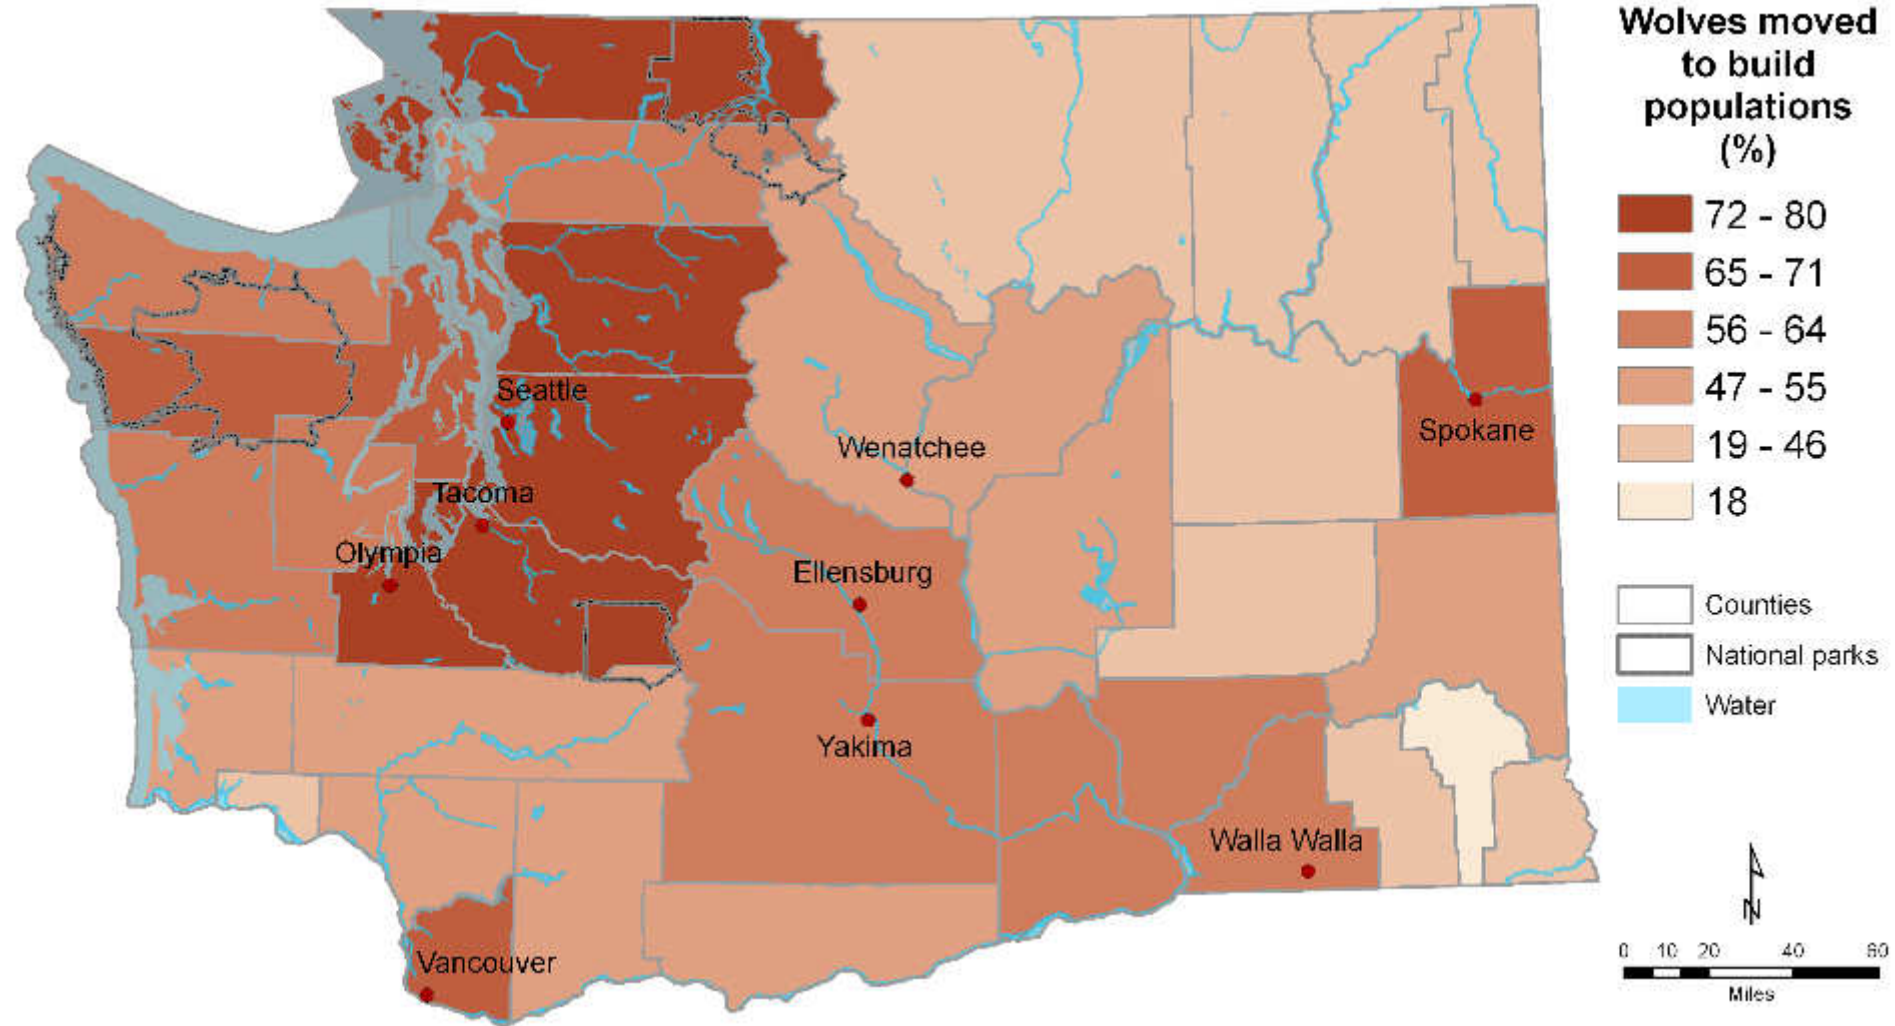 Wolves moved
to build
populations
(%)
72 - 80
65 - 71
56 - 64
47 - 55
19 - 46
18
Counties
National parks
Water
Seattle
Tacoma
Olympia
Wenatchee
Ellensburg
Spokane
Yakima
Walla Walla
Vancouver
N
0 10 20 40 60
Miles